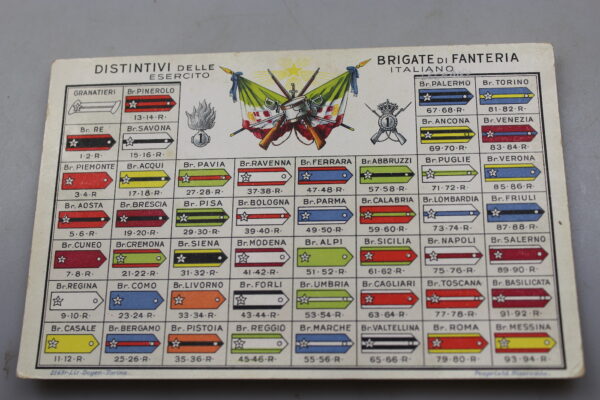 DISTINTIVI DELLE BRIGATE DI FANTERIA
ESERCITO ITALIANO
GRANATIERI Br. PINEROLO Br. PALERMO Br. TORINO
13-14-R. 67-68-R. 81-82-R.
1 1
Br. RE Br. SAVONA Br. ANCONA Br. VENEZIA
1-2-R. 15-16-R. 69-70-R. 83-84-R.
Br. PIEMONTE Br. ACQUI Br. PAVIA Br. RAVENNA Br. FERRARA Br. ABBRUZZI Br. PUGLIE Br. VERONA
3-4-R 17-18-R. 27-28-R. 37-38-R. 47-48-R. 57-58-R. 71-72-R. 85-86-R.
Br. AOSTA Br. BRESCIA Br. PISA Br. BOLOGNA Br. PARMA Br. CALABRIA Br. LOMBARDIA Br. FRIULI
5-6-R. 19-20-R. 29-30-R. 39-40-R. 49-50-R. 59-60-R. 73-74-R. 87-88-R.
Br. CUNEO Br. CREMONA Br. SIENA Br. MODENA Br. ALPI Br. SICILIA Br. NAPOLI Br. SALERNO
7-8-R. 21-22-R. 31-32-R. 41-42-R. 51-52-R. 61-62-R. 75-76-R. 89-90-R.
Br. REGINA Br. COMO Br. LIVORNO Br. FORLI Br. UMBRIA Br. CAGLIARI Br. TOSCANA Br. BASILICATA
9-10-R. 23-24-R. 33-34-R. 43-44-R. 53-54-R. 63-64-R. 77-78-R. 91-92-R.
Br. CASALE Br. BERGAMO Br. PISTOIA Br. REGGIO Br. MARCHE Br. VALTELLINA Br. ROMA Br. MESSINA
11-12-R. 25-26-R. 35-36-R. 45-46-R. 55-56-R. 65-66-R. 79-80-R. 93-94-R.
Lit. Doyen-Torino. Proprietà Riservata.